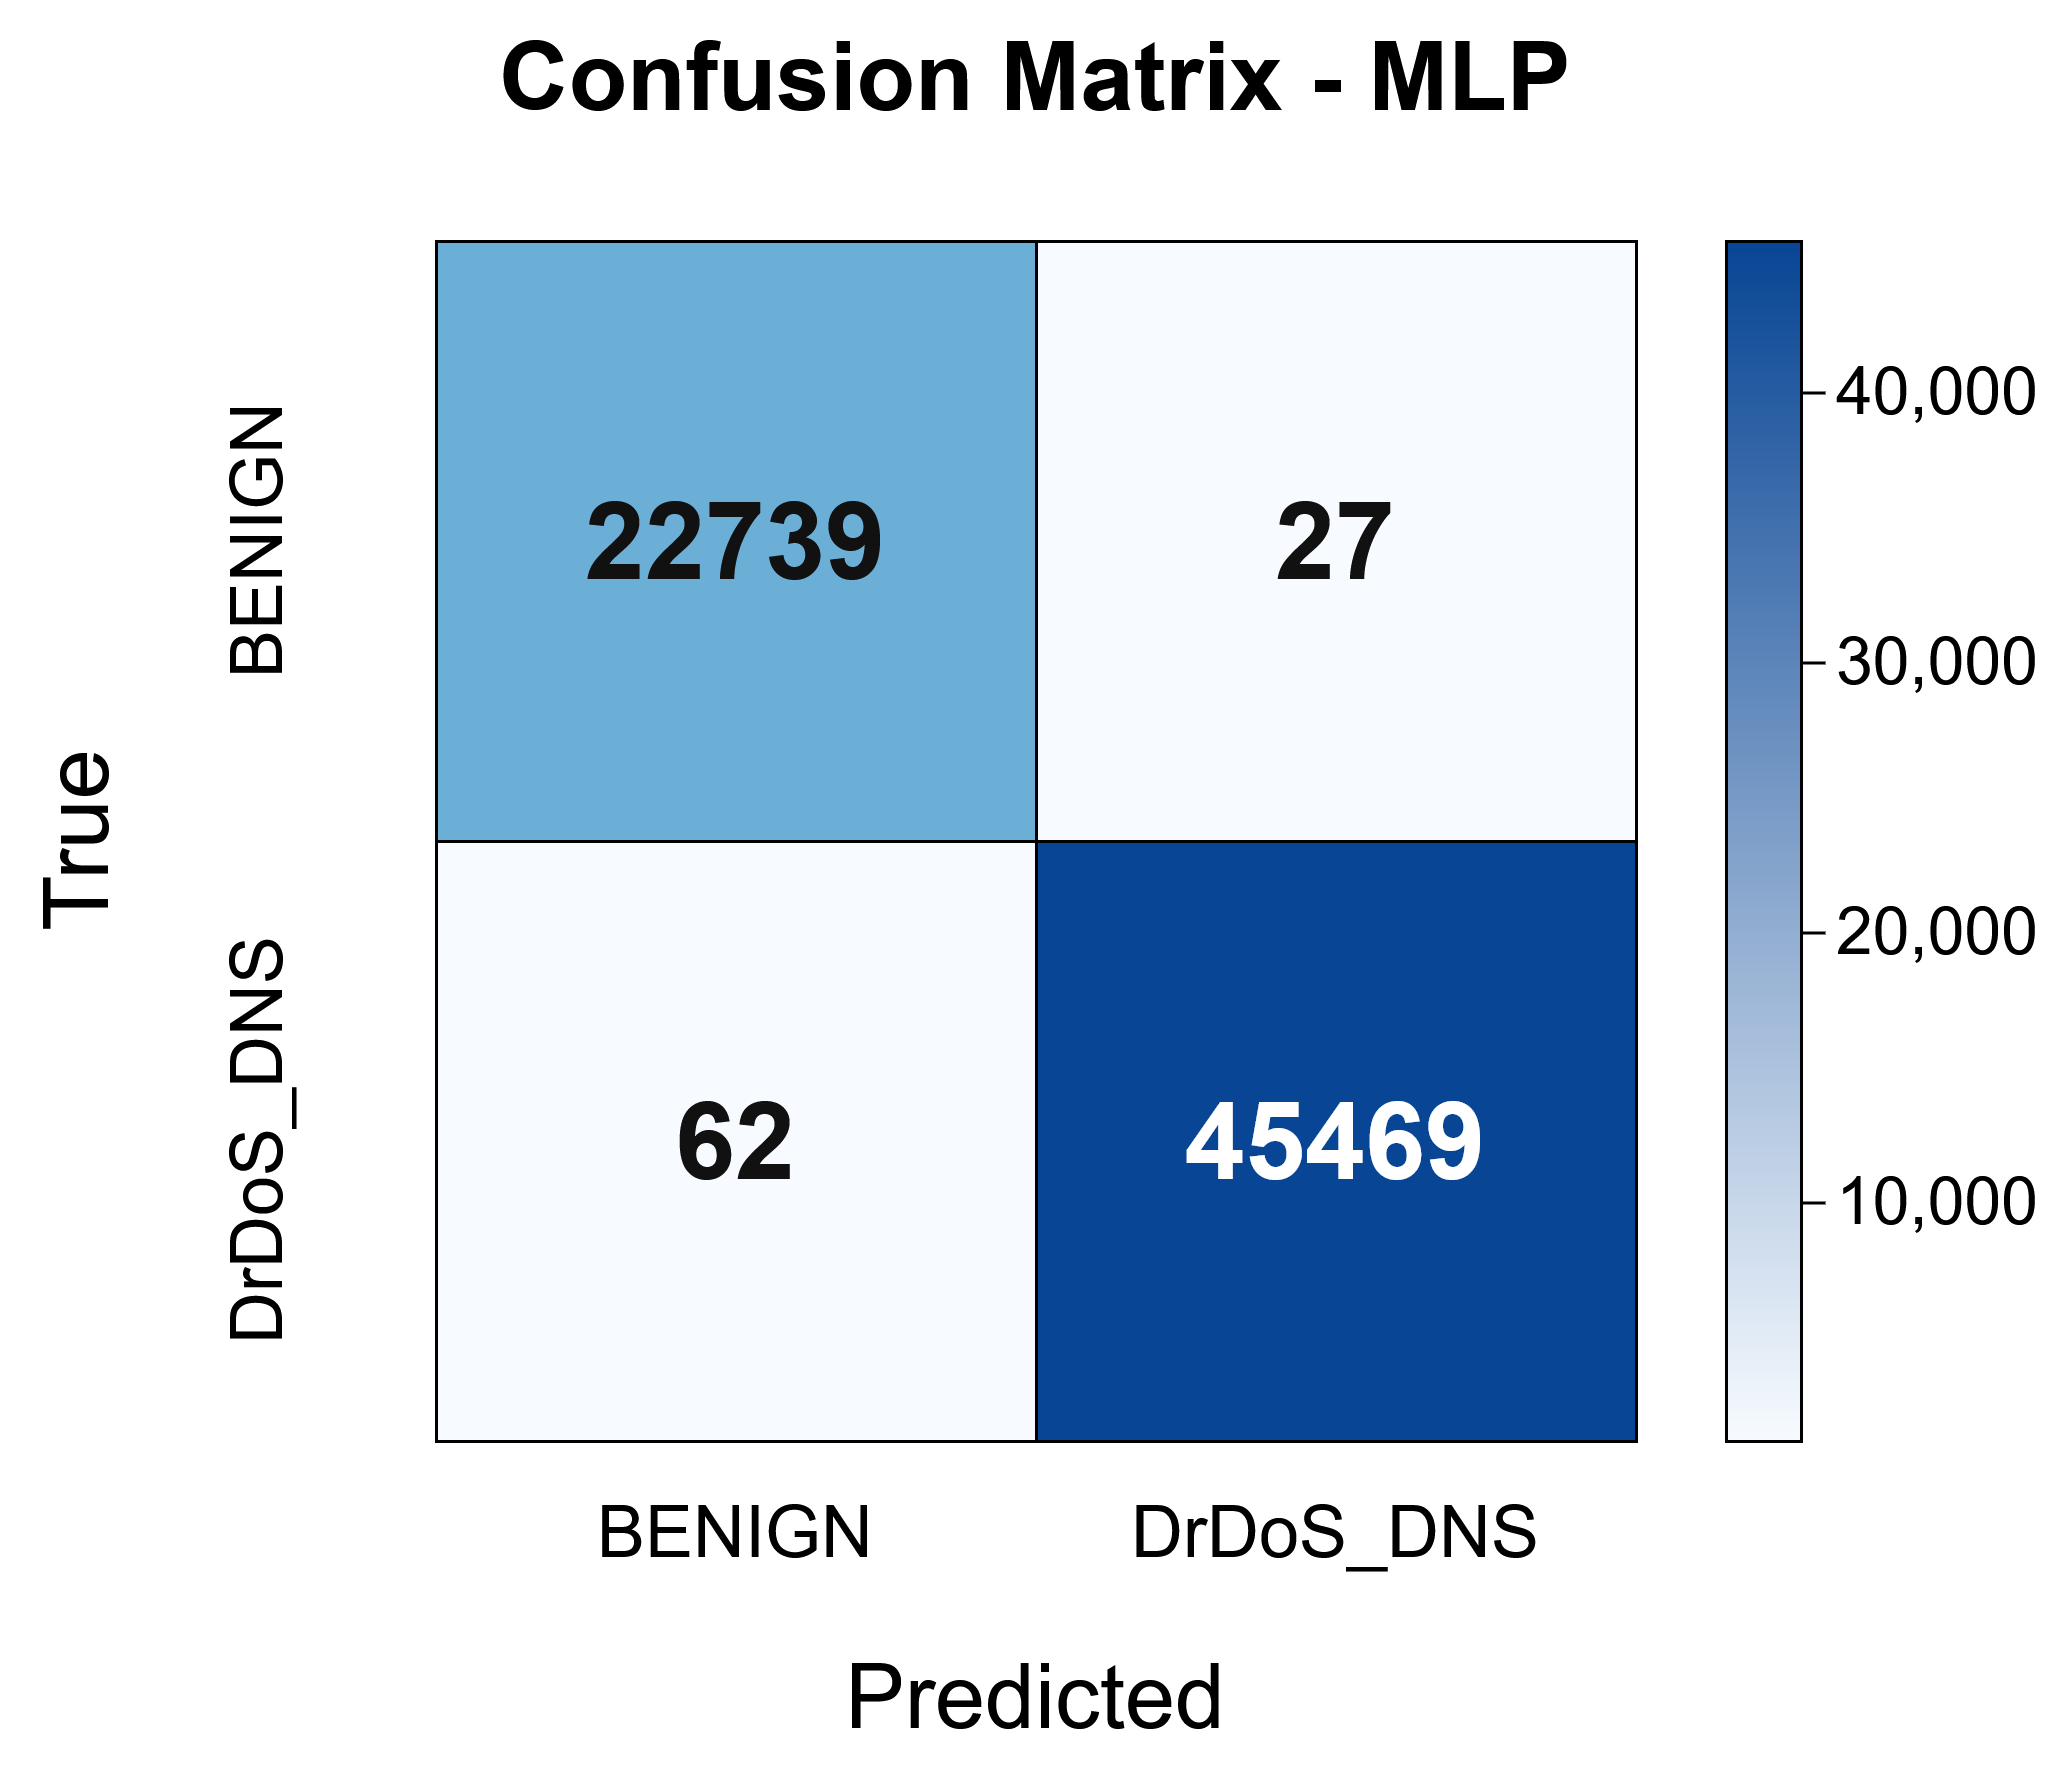 Confusion Matrix - MLP
True
BENIGN
DrDoS_DNS
22739
27
62
45469
40,000
30,000
20,000
10,000
BENIGN
DrDoS_DNS
Predicted